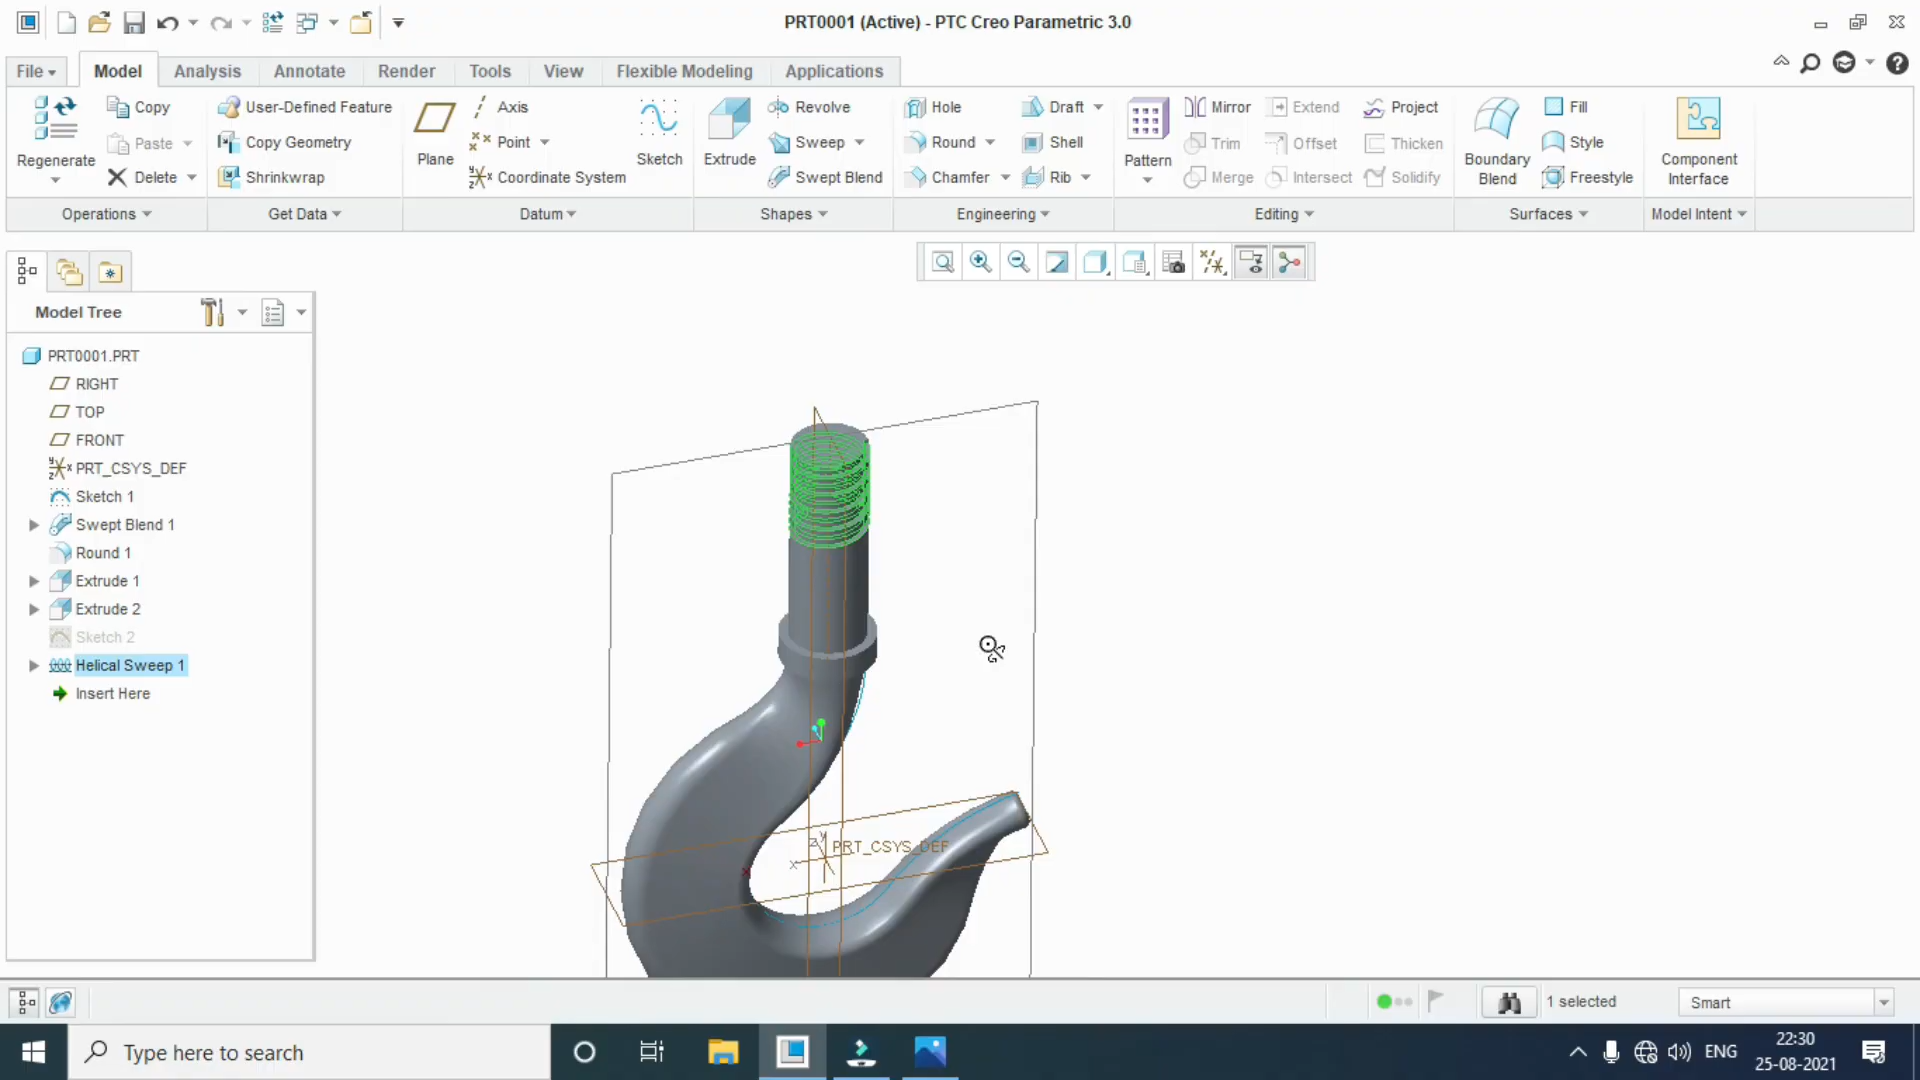 PRT0001 (Active) - PTC Creo Parametric 3.0
File
Model
Analysis
Annotate
Render
Tools
View
Flexible Modeling
Applications
Regenerate
Copy
Paste
Delete
Operations
User-Defined Feature
Copy Geometry
Shrinkwrap
Get Data
Plane
Axis
Point
Coordinate System
Sketch
Datum
Extrude
Revolve
Sweep
Swept Blend
Shapes
Hole
Round
Chamfer
Draft
Shell
Rib
Engineering
Pattern
Mirror
Trim
Merge
Extend
Offset
Intersect
Project
Thicken
Solidify
Editing
Boundary
Blend
Fill
Style
Freestyle
Surfaces
Component
Interface
Model Intent
Model Tree
PRT0001.PRT
RIGHT
TOP
FRONT
PRT_CSYS_DEF
Sketch 1
Swept Blend 1
Round 1
Extrude 1
Extrude 2
Sketch 2
Helical Sweep 1
Insert Here
PRT_CSYS_DEF
1 selected
Smart
Type here to search
ENG
22:30
25-08-2021